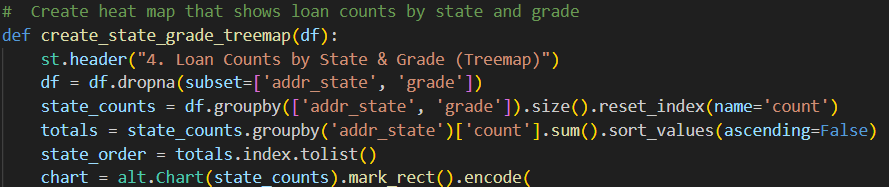 #  Create heat map that shows loan counts by state and grade
def create_state_grade_treemap(df):
    st.header("4. Loan Counts by State & Grade (Treemap)")
    df = df.dropna(subset=['addr_state', 'grade'])
    state_counts = df.groupby(['addr_state', 'grade']).size().reset_index(name='count')
    totals = state_counts.groupby('addr_state')['count'].sum().sort_values(ascending=False)
    state_order = totals.index.tolist()
    chart = alt.Chart(state_counts).mark_rect().encode(